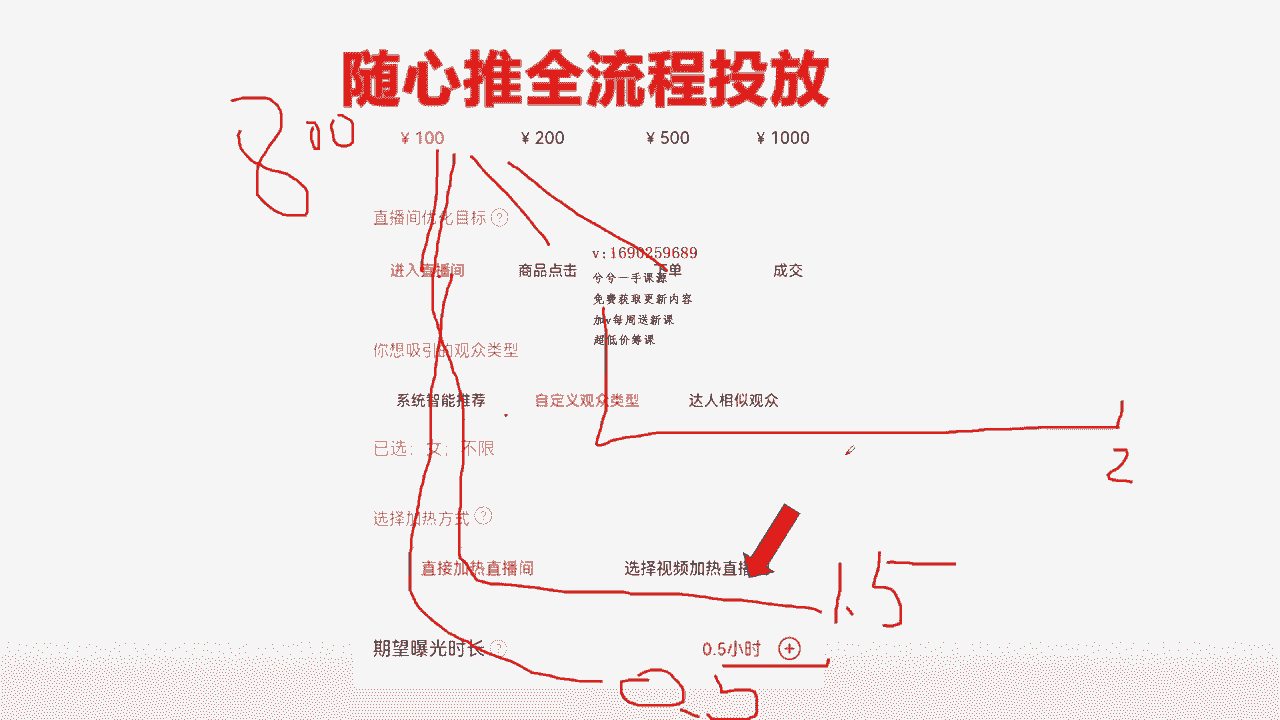 随心推全流程投放
800
¥ 100 ¥ 200 ¥ 500 ¥ 1000
直播间优化目标 ?
v:1690259689
进入直播间 商品点击 下单 成交
兮兮一手课源
免费获取更新内容
加v每周送新课
超低价筹课
你想吸引的观众类型
系统智能推荐 自定义观众类型 达人相似观众
已选：女；不限
1
2
选择加热方式 ?
直接加热直播间 选择视频加热直播
1.5
期望曝光时长 ? 0.5小时 +
0.5